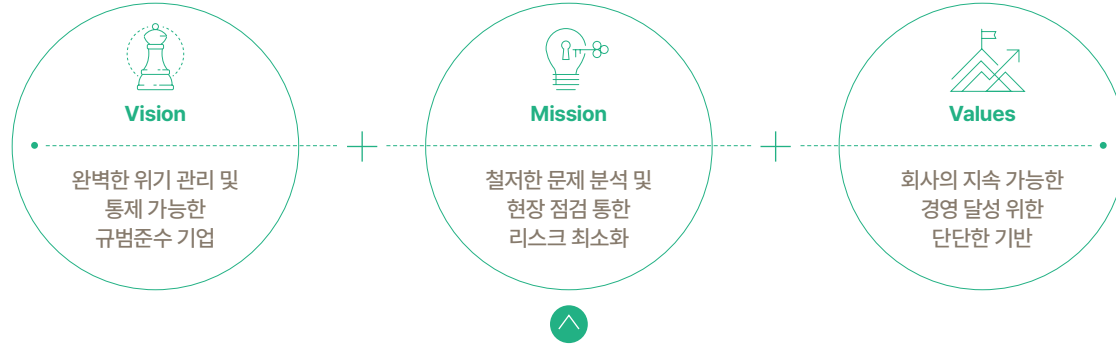 Vision
완벽한 위기 관리 및
통제 가능한
규범준수 기업
Mission
철저한 문제 분석 및
현장 점검 통한
리스크 최소화
Values
회사의 지속 가능한
경영 달성 위한
단단한 기반